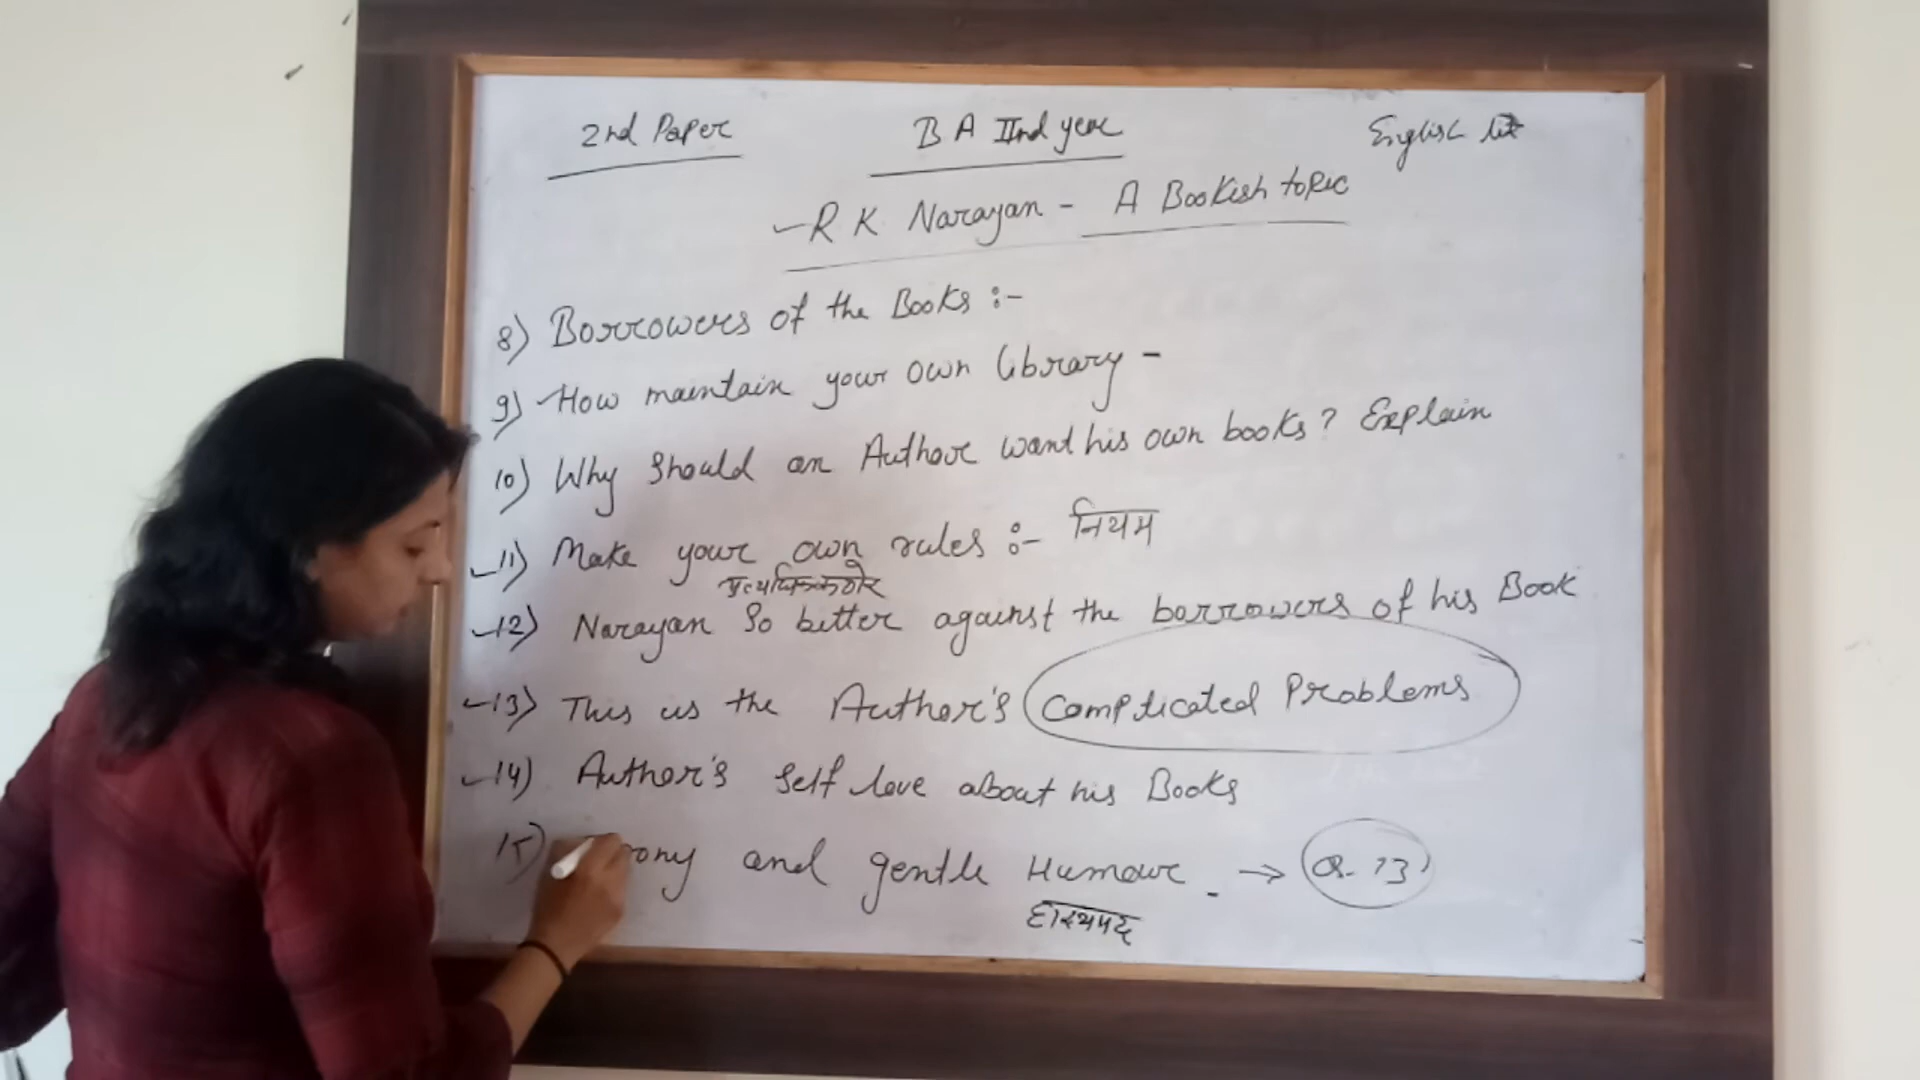 2nd Paper
B A IInd year
English lit
R K Narayan - A Bookish topic
8) Borrowers of the Books :-
9) How maintain your own library -
10) Why should an Author want his own books? Explain
11) Make your own rules :- नियम
12) Narayan So better against the borrowers of his Book
13) This is the Author's Complicated Problems
14) Author's Self love about his Books
15) and gentle Humour . → Q. 13
हास्यपद